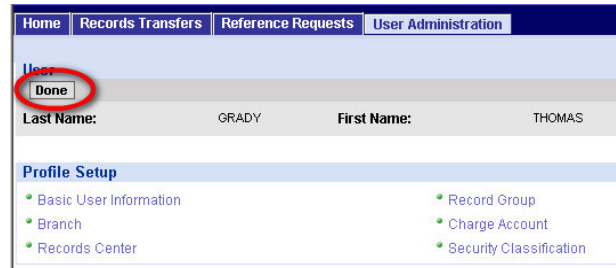 Home Records Transfers Reference Requests User Administration
User
Done
Last Name: GRADY First Name: THOMAS
Profile Setup
Basic User Information Record Group
Branch Charge Account
Records Center Security Classification